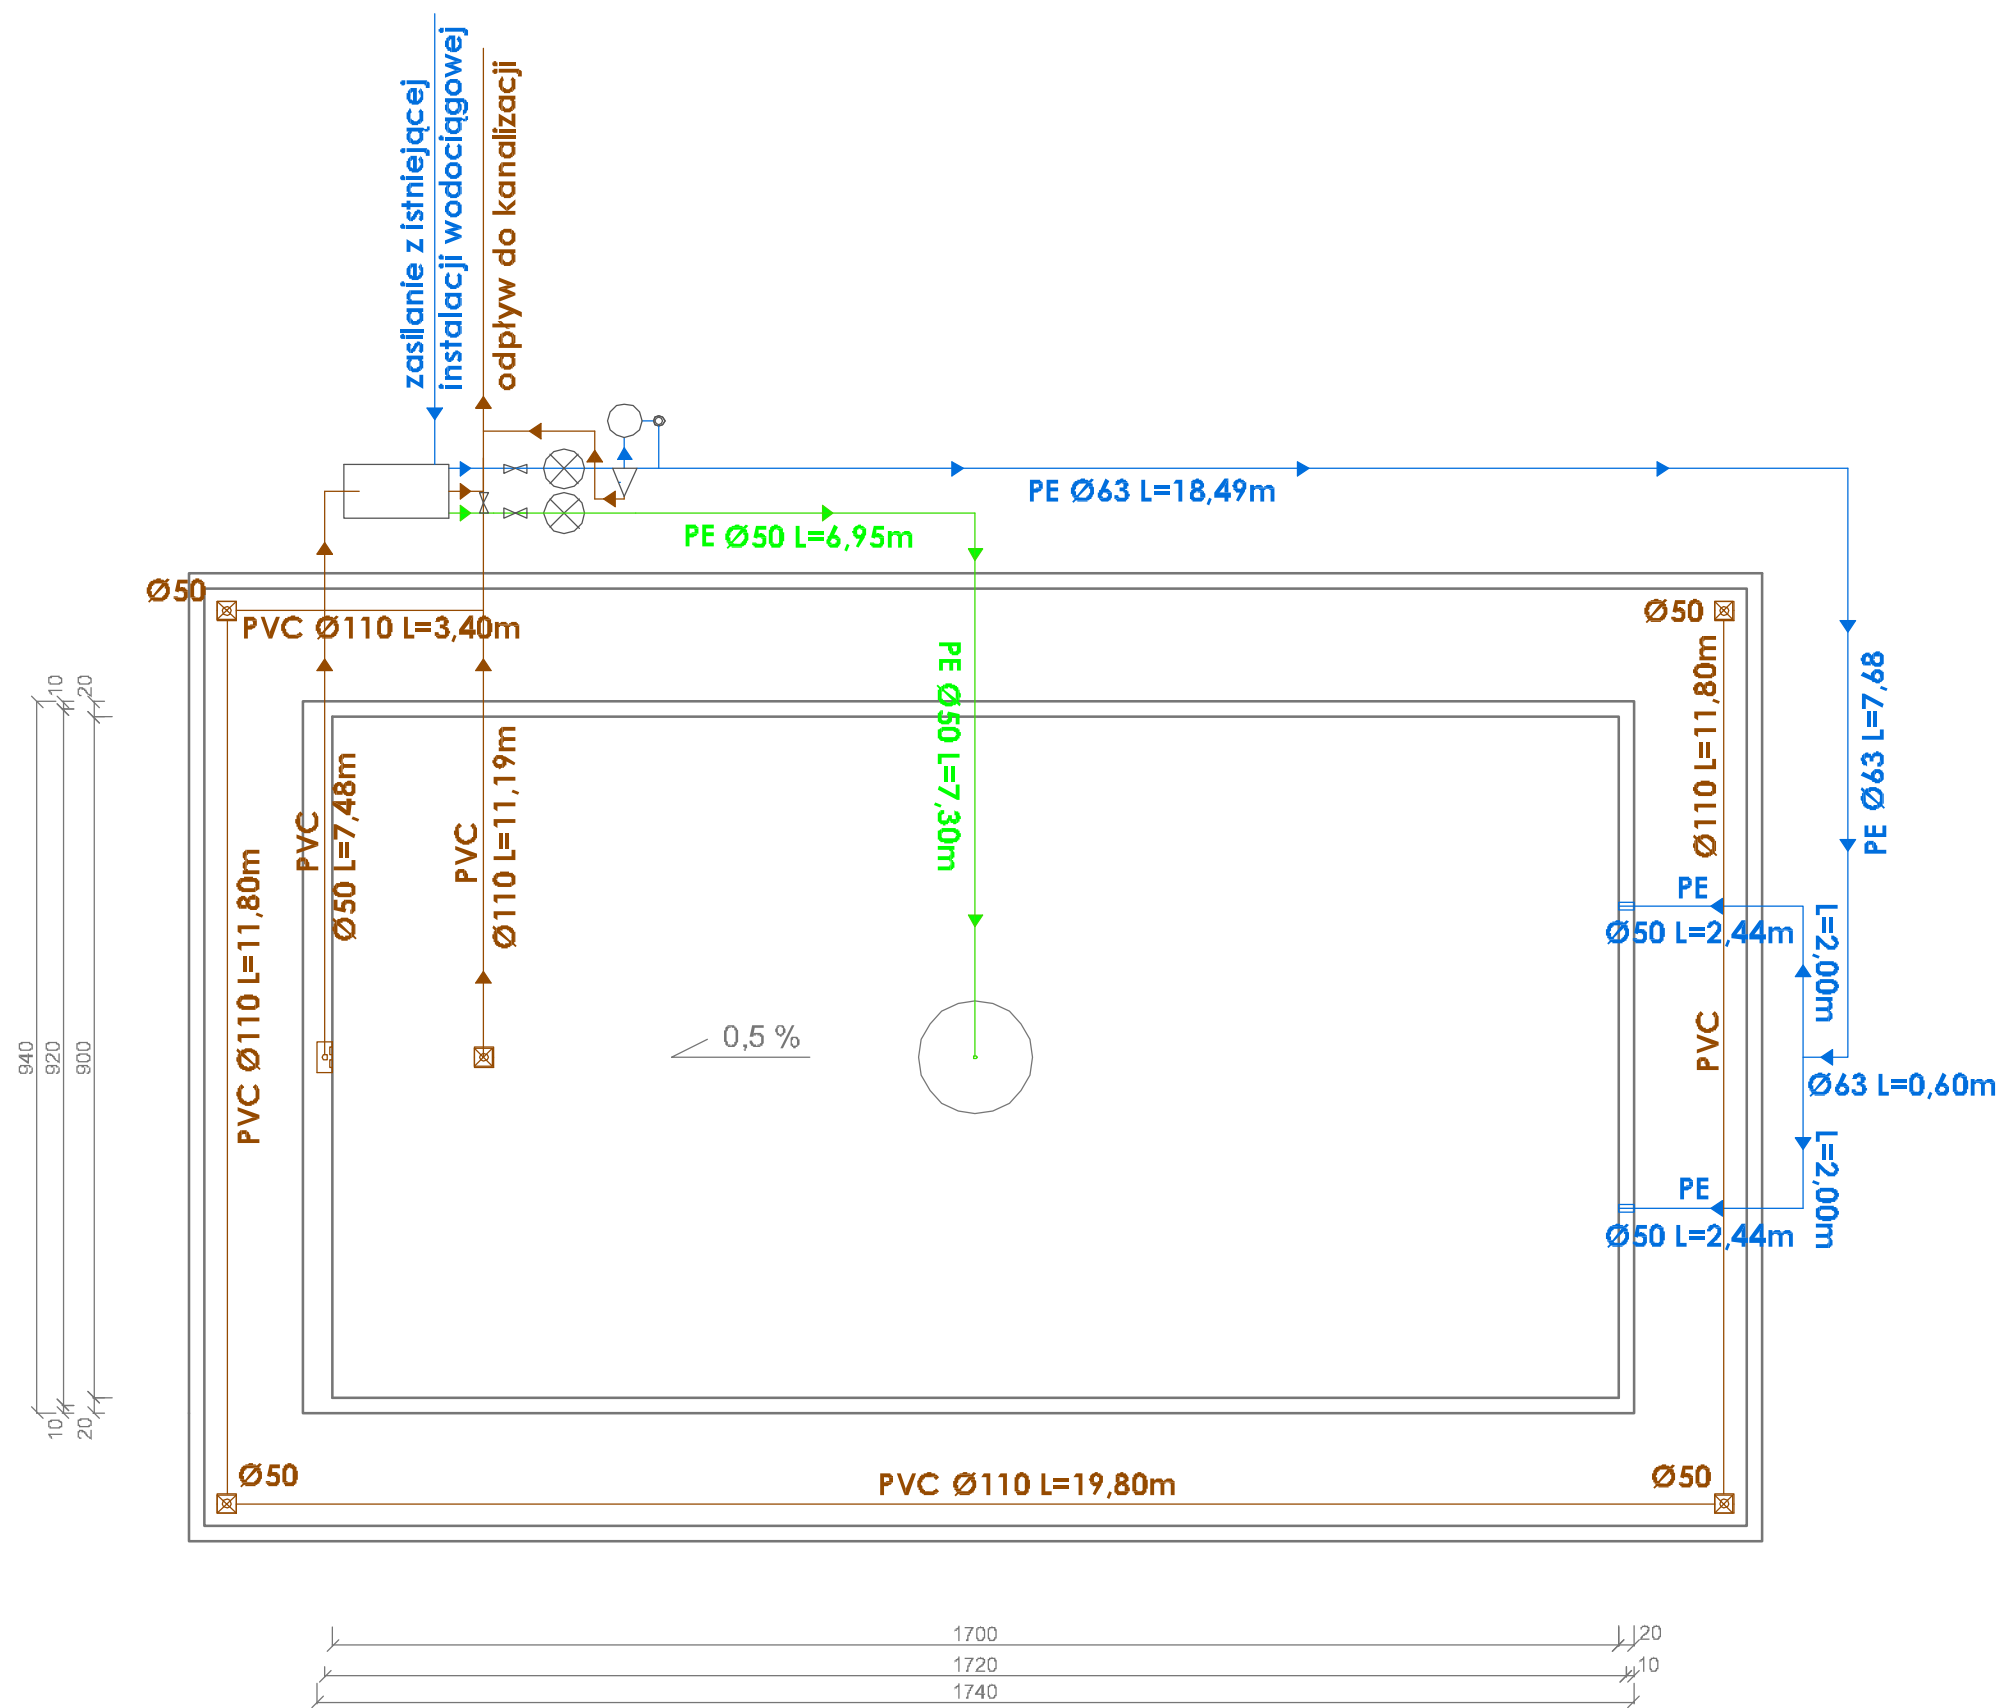 zasilanie z istniejącej
instalacji wodociągowej
odpływ do kanalizacji
PE Ø63 L=18,49m
PE Ø50 L=6,95m
Ø50
PVC Ø110 L=3,40m
Ø50
PE Ø50 L=7,30m
Ø110 L=11,80m
PVC
PE Ø63 L=7,68
10
20
PVC
Ø50 L=7,48m
PVC
Ø110 L=11,19m
PVC Ø110 L=11,80m
PE
Ø50 L=2,44m
L=2,00m
0,5 %
940
920
900
Ø63 L=0,60m
L=2,00m
PE
Ø50 L=2,44m
10
20
Ø50
PVC Ø110 L=19,80m
Ø50
1700
20
1720
10
1740